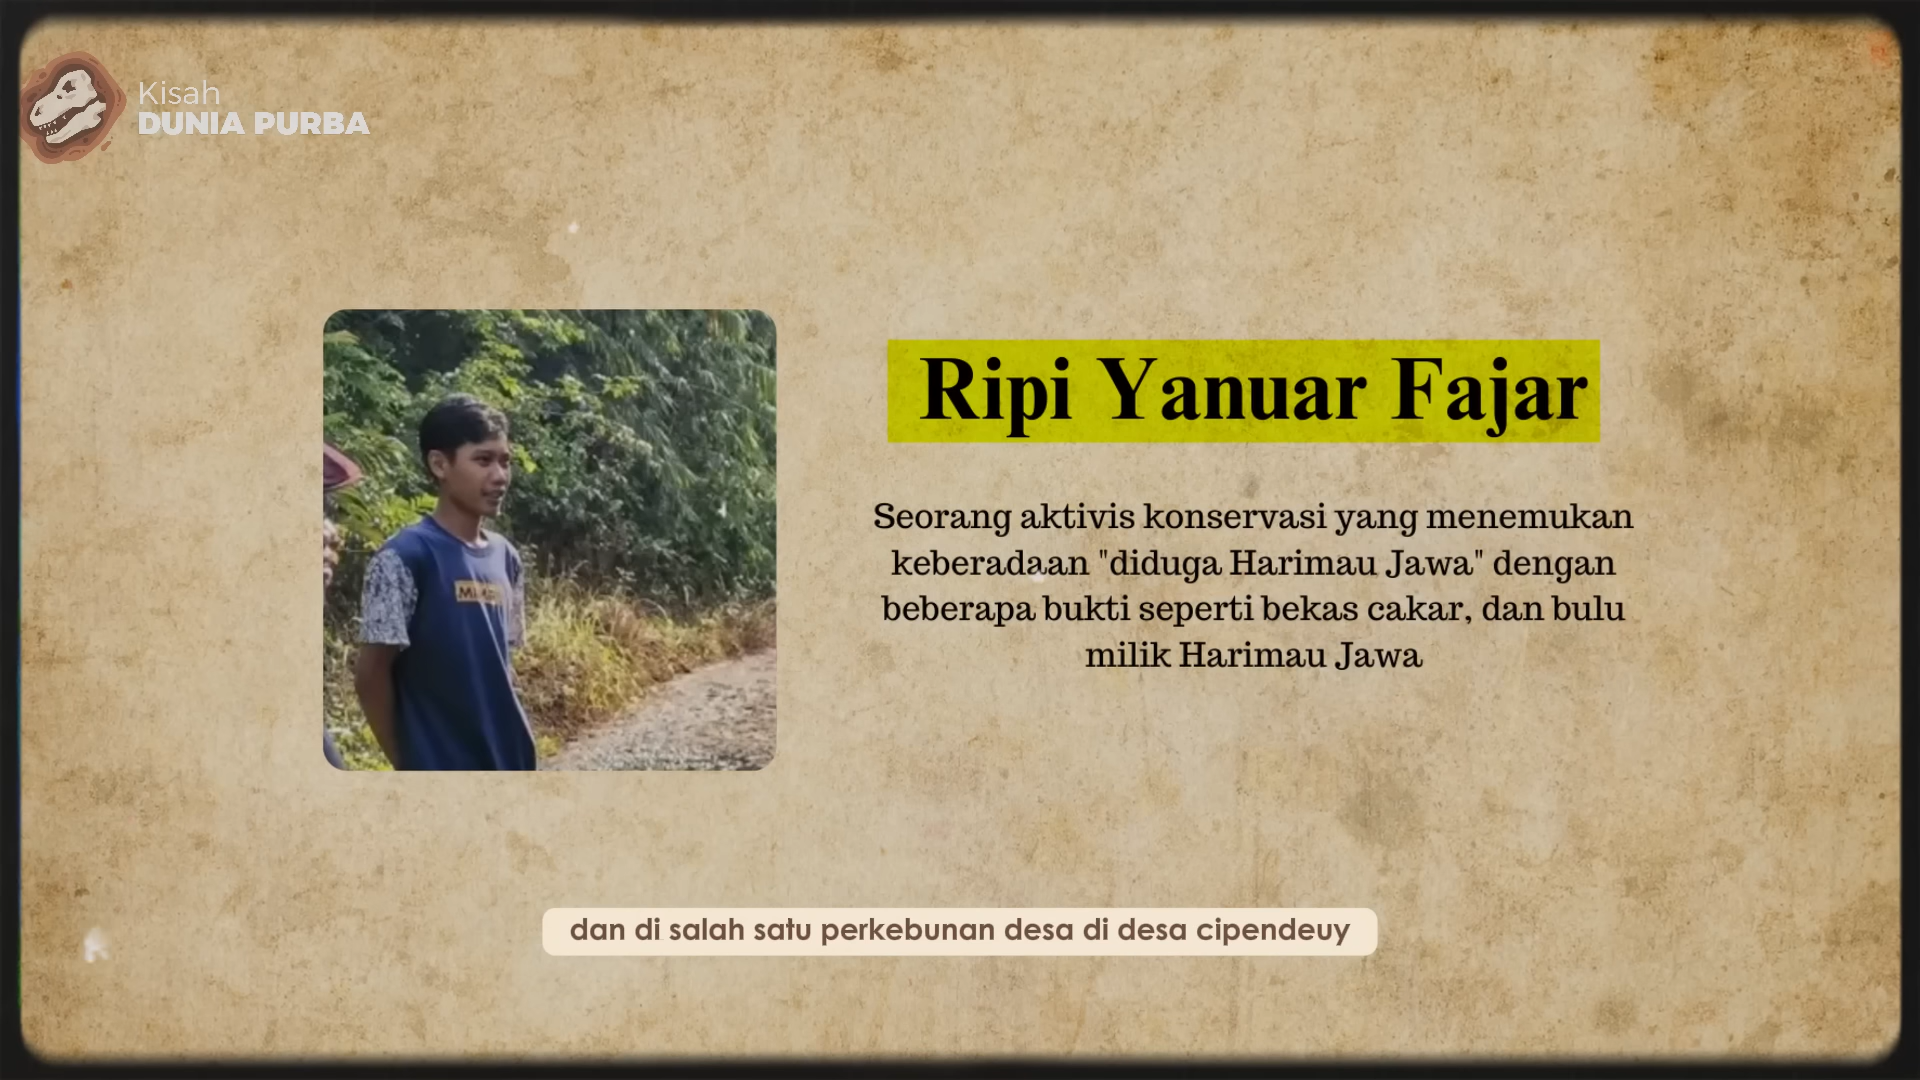 Kisah
DUNIA PURBA
Ripi Yanuar Fajar
Seorang aktivis konservasi yang menemukan
keberadaan "diduga Harimau Jawa" dengan
beberapa bukti seperti bekas cakar, dan bulu
milik Harimau Jawa
dan di salah satu perkebunan desa di desa cipendeuy